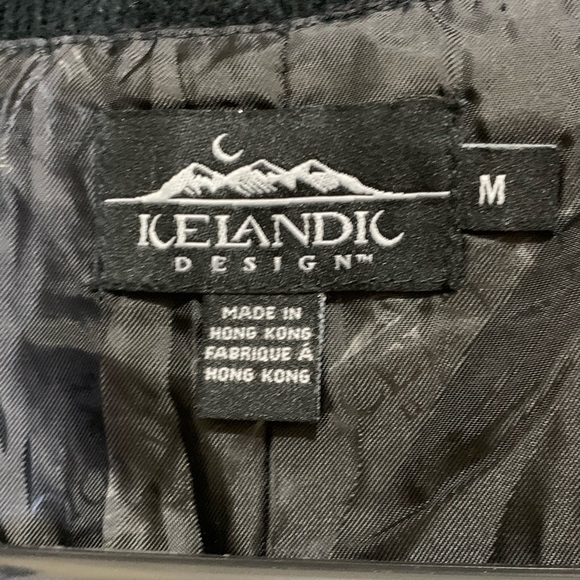 ICELANDIC
DESIGN™
M
MADE IN
HONG KONG
FABRIQUE À
HONG KONG